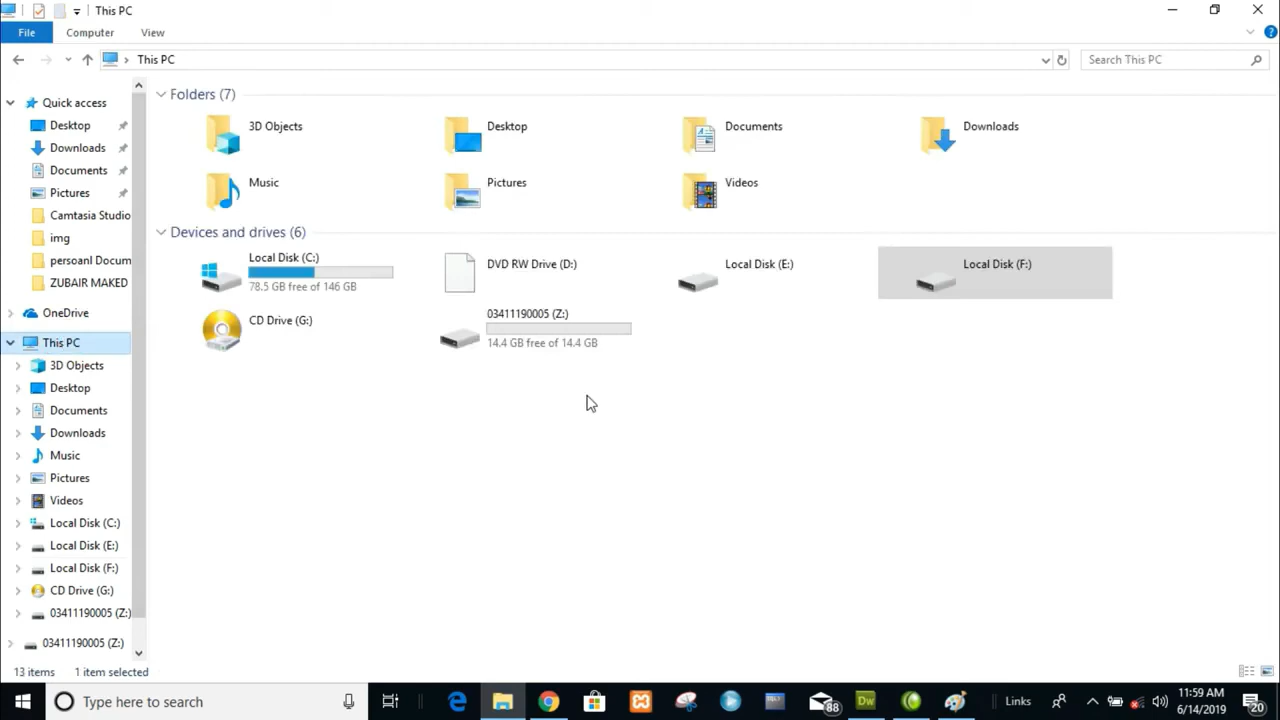 This PC
File
Computer
View
This PC
Search This PC
Quick access
Desktop
Downloads
Documents
Pictures
Camtasia Studio
img
persoanl Docum
ZUBAIR MAKED
OneDrive
This PC
3D Objects
Desktop
Documents
Downloads
Music
Pictures
Videos
Local Disk (C:)
Local Disk (E:)
Local Disk (F:)
CD Drive (G:)
03411190005 (Z:)
03411190005 (Z:)
Folders (7)
3D Objects
Desktop
Documents
Downloads
Music
Pictures
Videos
Devices and drives (6)
Local Disk (C:)
78.5 GB free of 146 GB
DVD RW Drive (D:)
Local Disk (E:)
Local Disk (F:)
CD Drive (G:)
03411190005 (Z:)
14.4 GB free of 14.4 GB
13 items
1 item selected
Type here to search
88
Dw
Links
11:59 AM
6/14/2019
20